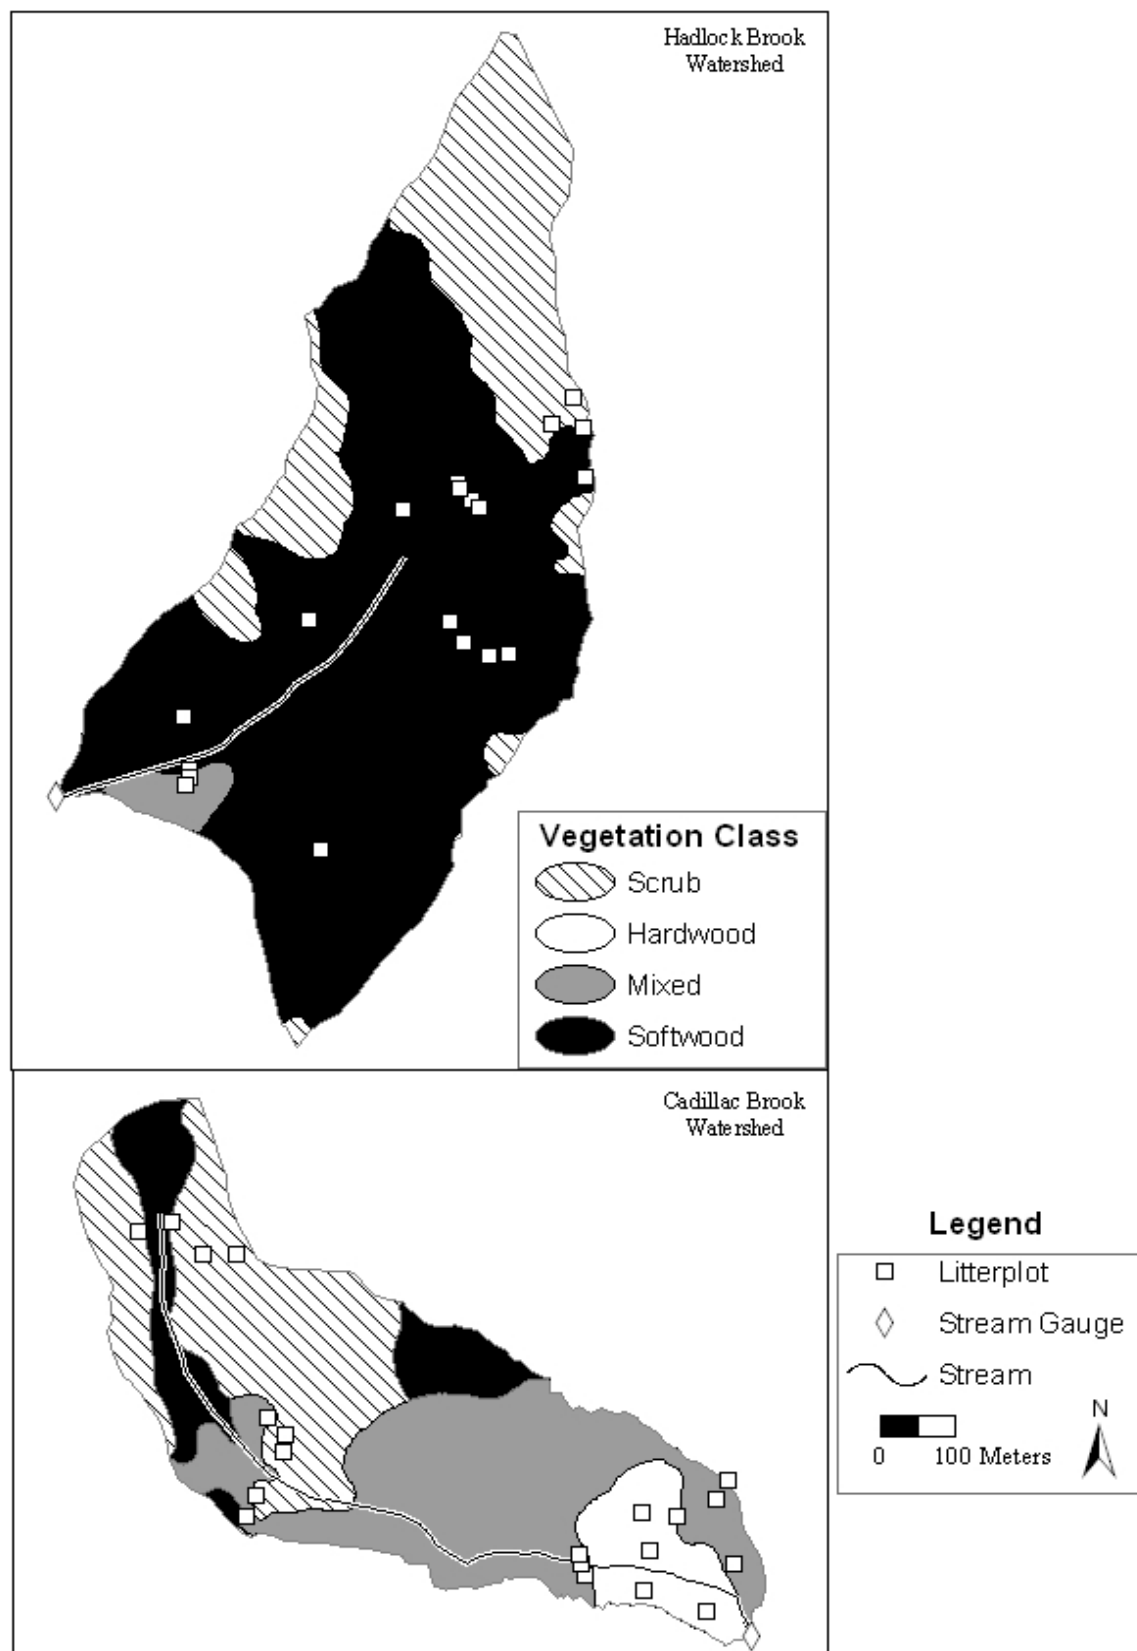 Hadlock Brook
Watershed
Vegetation Class
Scrub
Hardwood
Mixed
Softwood
Cadillac Brook
Watershed
Legend
Litterplot
Stream Gauge
Stream
N
0 100 Meters